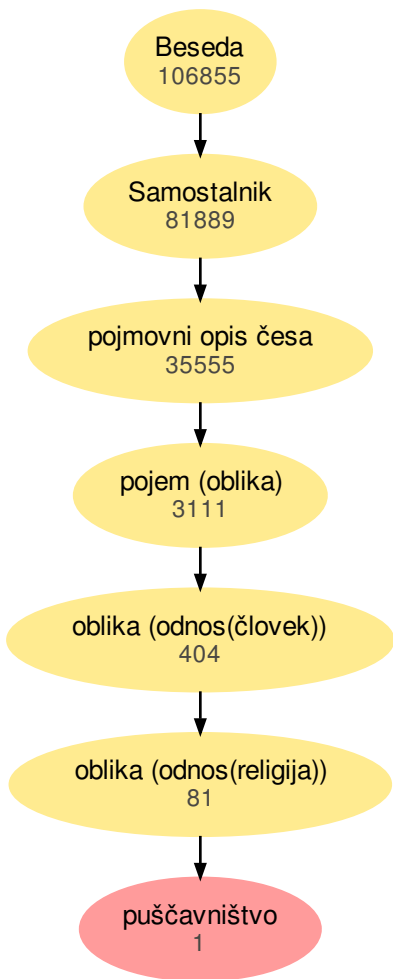 Beseda
106855
Samostalnik
81889
pojmovni opis česa
35555
pojem (oblika)
3111
oblika (odnos(človek))
404
oblika (odnos(religija))
81
puščavništvo
1